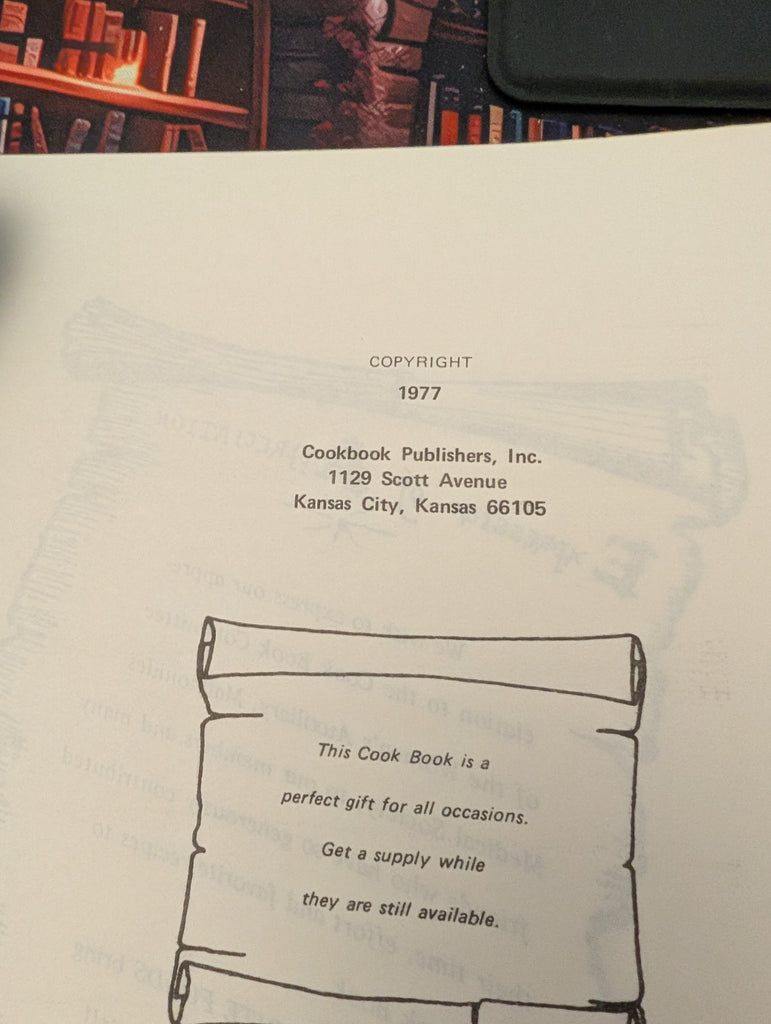 COPYRIGHT
1977
Cookbook Publishers, Inc.
1129 Scott Avenue
Kansas City, Kansas 66105
This Cook Book is a
perfect gift for all occasions.
Get a supply while
they are still available.